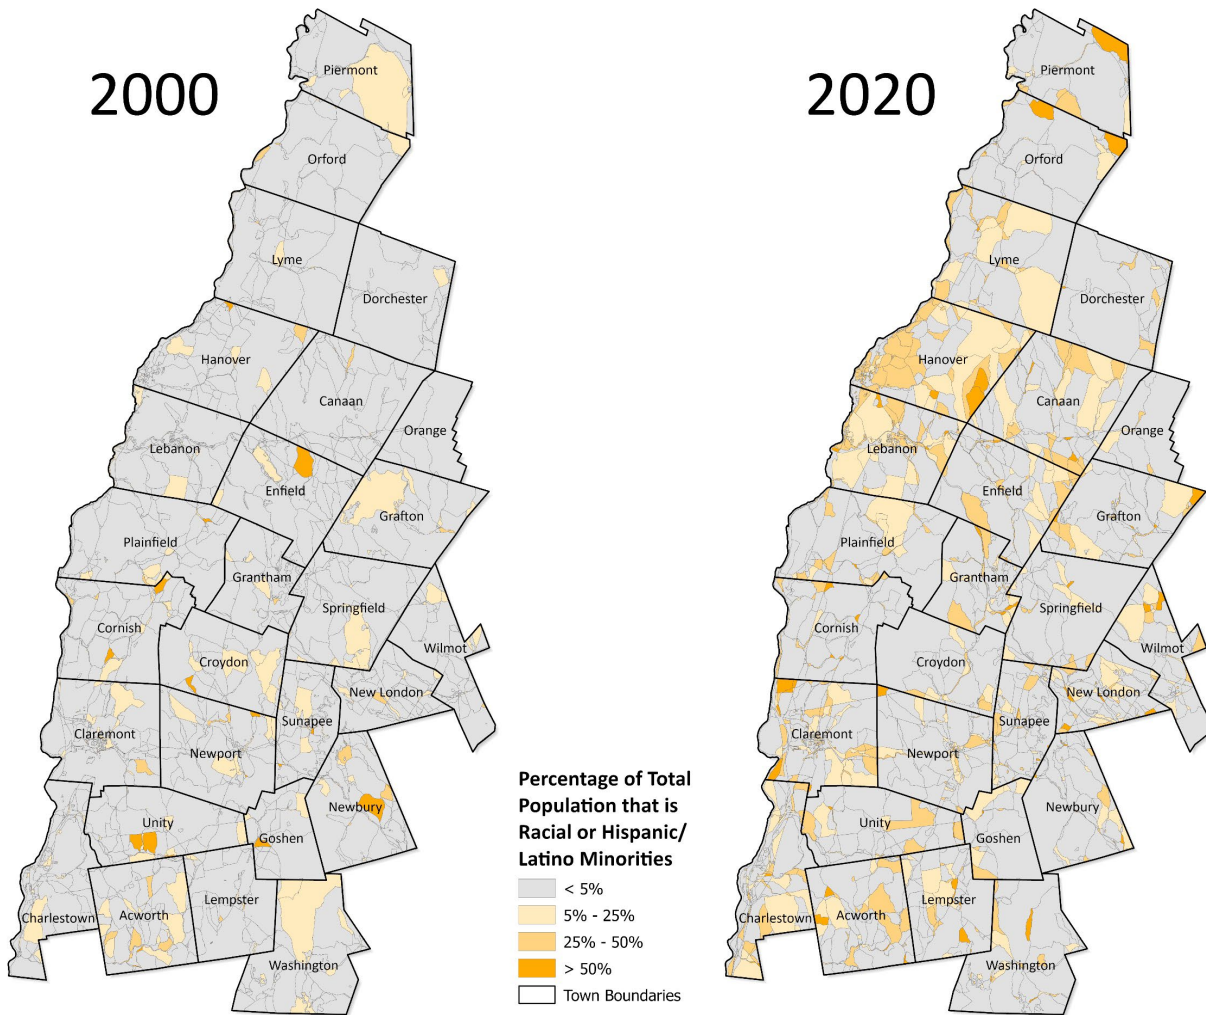 2000
Piermont
Orford
Lyme
Dorchester
Hanover
Canaan
Orange
Lebanon
Enfield
Grafton
Plainfield
Grantham
Springfield
Cornish
Wilmot
Croydon
New London
Sunapee
Claremont
Newport
Newbury
Unity
Goshen
Lempster
Charlestown
Acworth
Washington
Percentage of Total
Population that is
Racial or Hispanic/
Latino Minorities
< 5%
5% - 25%
25% - 50%
> 50%
Town Boundaries
2020
Piermont
Orford
Lyme
Dorchester
Hanover
Canaan
Orange
Lebanon
Enfield
Grafton
Plainfield
Grantham
Springfield
Cornish
Wilmot
Croydon
New London
Sunapee
Claremont
Newport
Newbury
Unity
Goshen
Lempster
Charlestown
Acworth
Washington